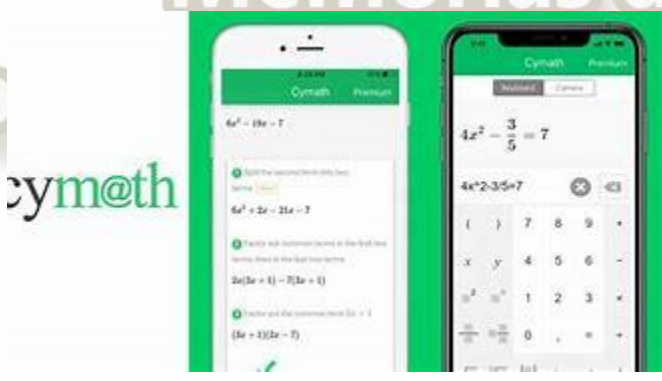 cym@th
Cymath Premium
6x² - 19x - 7
Split the second term into two
terms
6x² + 2x - 21x - 7
Factor out common terms in the first two
terms, then in the last two terms
2x(3x + 1) - 7(3x + 1)
Factor out the common term 3x + 1
(3x + 1)(2x - 7)
Cymath Premium
Keyboard Camera
4x² - 3/5 = 7
4x^2-3/5=7
( ) 7 8 9
x y 4 5 6 -
1 2 3 ×
0 . = +